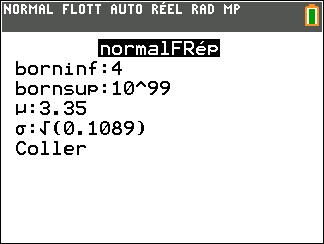 NORMAL FLOTT AUTO RÉEL RAD MP
normalFRép
borninf:4
bornsup:10^99
μ:3.35
σ:√(0.1089)
Coller